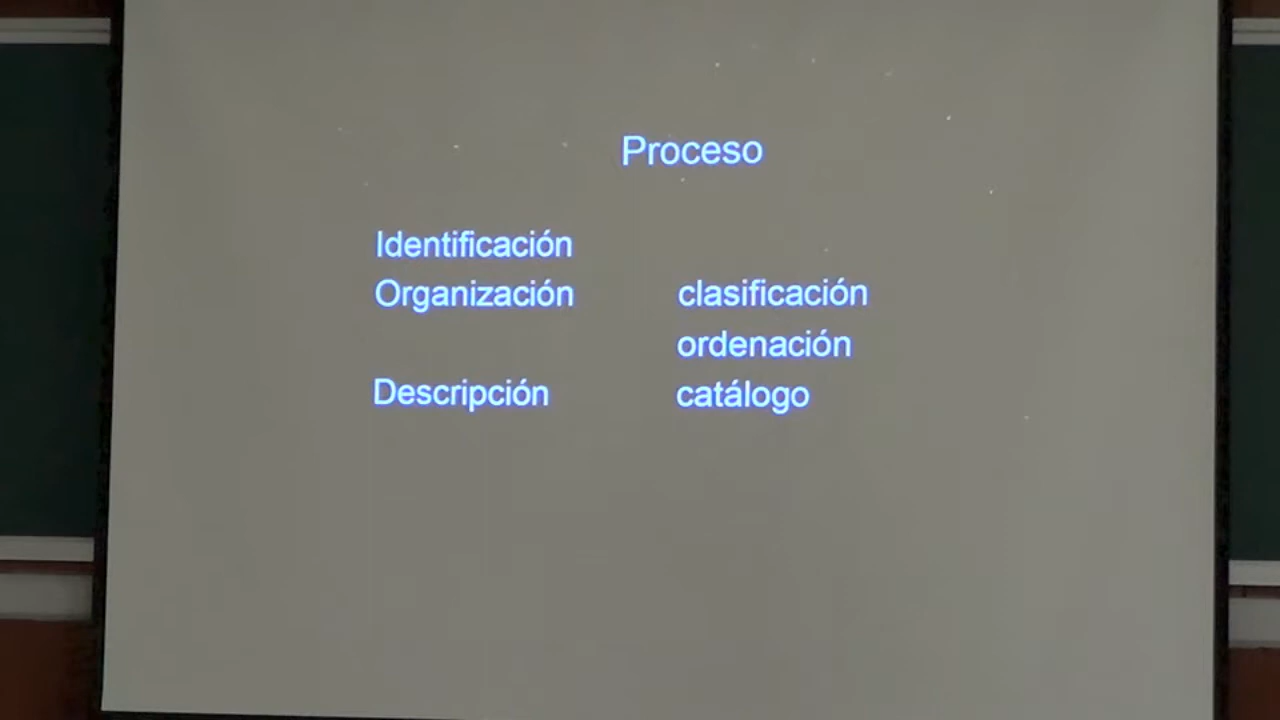 Proceso
Identificación
Organización clasificación
ordenación
Descripción catálogo